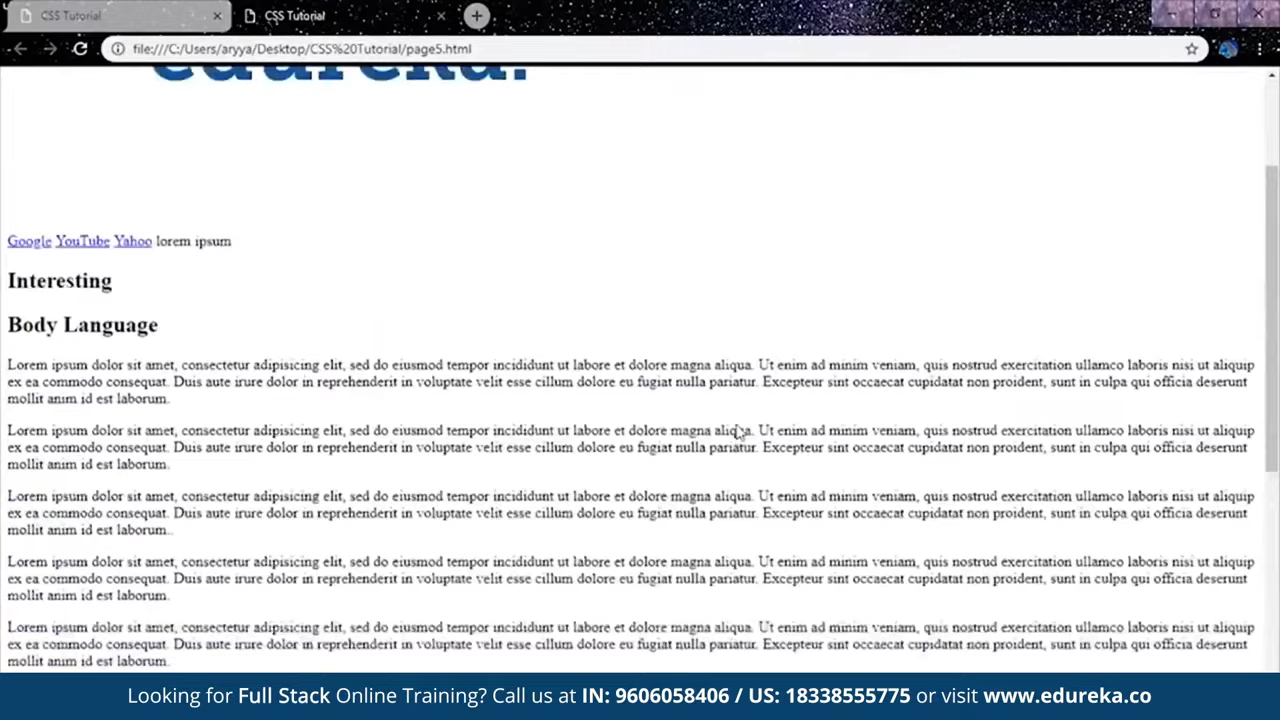 CSS Tutorial
CSS Tutorial
file:///C:/Users/aryya/Desktop/CSS%20Tutorial/page5.html
edureka!
Google YouTube Yahoo lorem ipsum
Interesting
Body Language
Lorem ipsum dolor sit amet, consectetur adipisicing elit, sed do eiusmod tempor incididunt ut labore et dolore magna aliqua. Ut enim ad minim veniam, quis nostrud exercitation ullamco laboris nisi ut aliquip
ex ea commodo consequat. Duis aute irure dolor in reprehenderit in voluptate velit esse cillum dolore eu fugiat nulla pariatur. Excepteur sint occaecat cupidatat non proident, sunt in culpa qui officia deserunt
mollit anim id est laborum.
Lorem ipsum dolor sit amet, consectetur adipisicing elit, sed do eiusmod tempor incididunt ut labore et dolore magna aliqua. Ut enim ad minim veniam, quis nostrud exercitation ullamco laboris nisi ut aliquip
ex ea commodo consequat. Duis aute irure dolor in reprehenderit in voluptate velit esse cillum dolore eu fugiat nulla pariatur. Excepteur sint occaecat cupidatat non proident, sunt in culpa qui officia deserunt
mollit anim id est laborum.
Lorem ipsum dolor sit amet, consectetur adipisicing elit, sed do eiusmod tempor incididunt ut labore et dolore magna aliqua. Ut enim ad minim veniam, quis nostrud exercitation ullamco laboris nisi ut aliquip
ex ea commodo consequat. Duis aute irure dolor in reprehenderit in voluptate velit esse cillum dolore eu fugiat nulla pariatur. Excepteur sint occaecat cupidatat non proident, sunt in culpa qui officia deserunt
mollit anim id est laborum.
Lorem ipsum dolor sit amet, consectetur adipisicing elit, sed do eiusmod tempor incididunt ut labore et dolore magna aliqua. Ut enim ad minim veniam, quis nostrud exercitation ullamco laboris nisi ut aliquip
ex ea commodo consequat. Duis aute irure dolor in reprehenderit in voluptate velit esse cillum dolore eu fugiat nulla pariatur. Excepteur sint occaecat cupidatat non proident, sunt in culpa qui officia deserunt
mollit anim id est laborum.
Lorem ipsum dolor sit amet, consectetur adipisicing elit, sed do eiusmod tempor incididunt ut labore et dolore magna aliqua. Ut enim ad minim veniam, quis nostrud exercitation ullamco laboris nisi ut aliquip
ex ea commodo consequat. Duis aute irure dolor in reprehenderit in voluptate velit esse cillum dolore eu fugiat nulla pariatur. Excepteur sint occaecat cupidatat non proident, sunt in culpa qui officia deserunt
mollit anim id est laborum.
Looking for Full Stack Online Training? Call us at IN: 9606058406 / US: 18338555775 or visit www.edureka.co